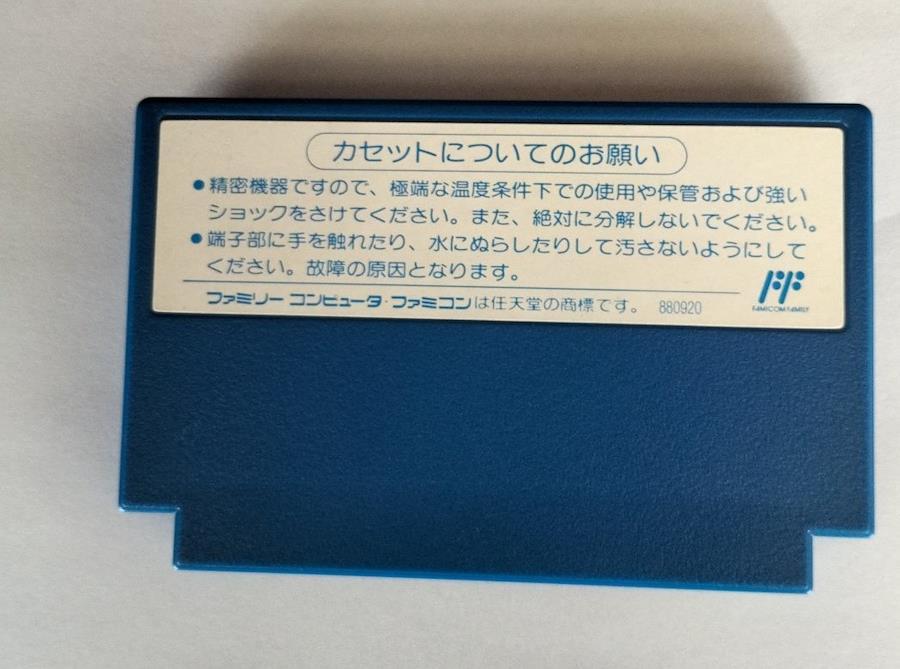 カセットについてのお願い
●精密機器ですので、極端な温度条件下での使用や保管および強い
ショックをさけてください。また、絶対に分解しないでください。
●端子部に手を触れたり、水にぬらしたりして汚さないようにして
ください。故障の原因となります。
ファミリー コンピュータ・ファミコンは任天堂の商標です。 880920
FAMICOM FAMILY